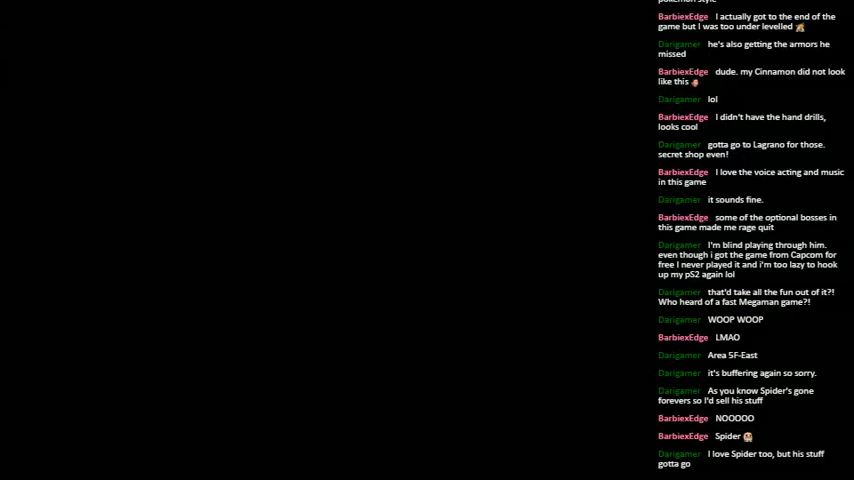 pokemon style
BarbiexEdge I actually got to the end of the
game but I was too under levelled
Darigamer he's also getting the armors he
missed
BarbiexEdge dude. my Cinnamon did not look
like this
Darigamer lol
BarbiexEdge I didn't have the hand drills,
looks cool
Darigamer gotta go to Lagrano for those.
secret shop even!
BarbiexEdge I love the voice acting and music
in this game
Darigamer it sounds fine.
BarbiexEdge some of the optional bosses in
this game made me rage quit
Darigamer I'm blind playing through him.
even though i got the game from Capcom for
free I never played it and i'm too lazy to hook
up my pS2 again lol
Darigamer that'd take all the fun out of it?!
Who heard of a fast Megaman game?!
Darigamer WOOP WOOP
BarbiexEdge LMAO
Darigamer Area 5F-East
Darigamer it's buffering again so sorry.
Darigamer As you know Spider's gone
forevers so I'd sell his stuff
BarbiexEdge NOOOOO
BarbiexEdge Spider
Darigamer I love Spider too, but his stuff
gotta go